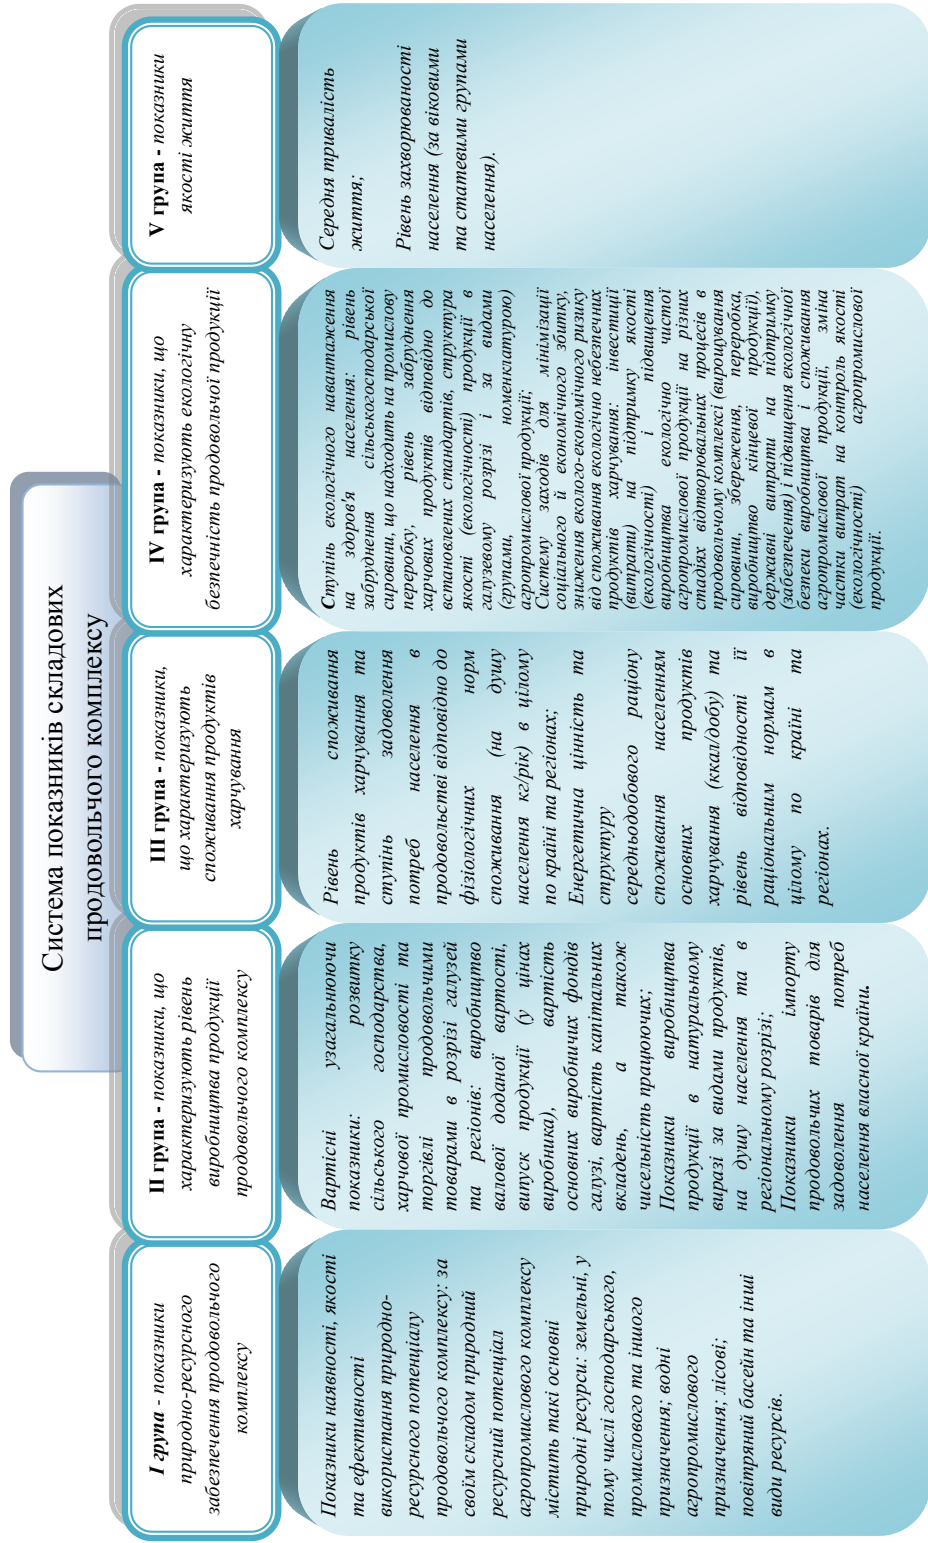 Система показників складових
продовольчого комплексу
І група - показники
природно-ресурсного
забезпечення продовольчого
комплексу
Показники наявності, якості
та ефективності
використання природно-
ресурсного потенціалу
продовольчого комплексу: за
своїм складом природний
ресурсний потенціал
агропромислового комплексу
містить такі основні
природні ресурси: земельні, у
тому числі господарського,
промислового та іншого
призначення; водні
агропромислового
призначення; лісові;
повітряний басейн та інші
види ресурсів.
ІІ група - показники, що
характеризують рівень
виробництва продукції
продовольчого комплексу
Вартісні узагальнюючи
показники: розвитку
сільського господарства,
харчової промисловості та
торгівлі продовольчими
товарами в розрізі галузей
та регіонів: виробництво
валової доданої вартості,
випуск продукції (у цінах
виробника), вартість
основних виробничих фондів
галузі, вартість капітальних
вкладень, а також
чисельність працюючих;
Показники виробництва
продукції в натуральному
виразі за видами продуктів,
на душу населення та в
регіональному розрізі;
Показники імпорту
продовольчих товарів для
задоволення потреб
населення власної країни.
ІІІ група - показники,
що характеризують
споживання продуктів
харчування
Рівень споживання
продуктів харчування та
ступінь задоволення
потреб населення в
продовольстві відповідно до
фізіологічних норм
споживання (на душу
населення кг/рік) в цілому
по країні та регіонах;
Енергетична цінність та
структуру
середньодобового раціону
споживання населенням
основних продуктів
харчування (ккал/добу) та
рівень відповідності її
раціональним нормам в
цілому по країні та
регіонах.
IV група - показники, що
характеризують екологічну
безпечність продовольчої продукції
Ступінь екологічного навантаження
на здоров'я населення: рівень
забруднення сільськогосподарської
сировини, що надходить на промислову
переробку, рівень забруднення
харчових продуктів відповідно до
встановлених стандартів, структура
якості (екологічності) продукції в
галузевому розрізі і за видами
(групами, номенклатурою)
агропромислової продукції;
Систему заходів для мінімізації
соціального й економічного збитку,
зниження еколого-економічного ризику
від споживання екологічно небезпечних
продуктів харчування: інвестиції
(витрати) на підтримку якості
(екологічності) і підвищення
виробництва екологічно чистої
агропромислової продукції на різних
стадіях відтворювальних процесів в
продовольчому комплексі (вирощування
сировини, збереження, переробка,
виробництво кінцевої продукції),
державні витрати на підтримку
(забезпечення) і підвищення екологічної
безпеки виробництва і споживання
агропромислової продукції, зміна
частки витрат на контроль якості
(екологічності) агропромислової
продукції.
V група - показники
якості життя
Середня тривалість
життя;
Рівень захворюваності
населення (за віковими
та статевими групами
населення).